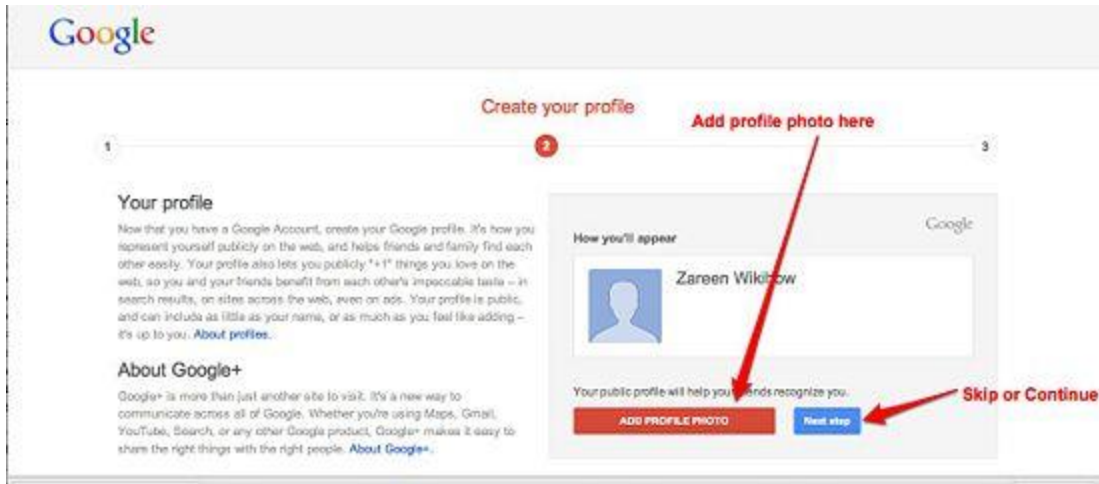 Google
Create your profile
Add profile photo here
1
2
3
Your profile
Now that you have a Google Account, create your Google profile. It's how you
represent yourself publicly on the web, and helps friends and family find each
other easily. Your profile also lets you publicly "+1" things you love on the
web, so you and your friends benefit from each other's impeccable taste – in
search results, on sites across the web, even on ads. Your profile is public,
and can include as little as your name, or as much as you feel like adding –
it's up to you. About profiles.
About Google+
Google+ is more than just another site to visit. It's a new way to
communicate across all of Google. Whether you're using Maps, Gmail,
YouTube, Search, or any other Google product, Google+ makes it easy to
share the right things with the right people. About Google+.
Google
How you'll appear
Zareen Wikihow
Your public profile will help your friends recognize you.
ADD PROFILE PHOTO
Next step
Skip or Continue